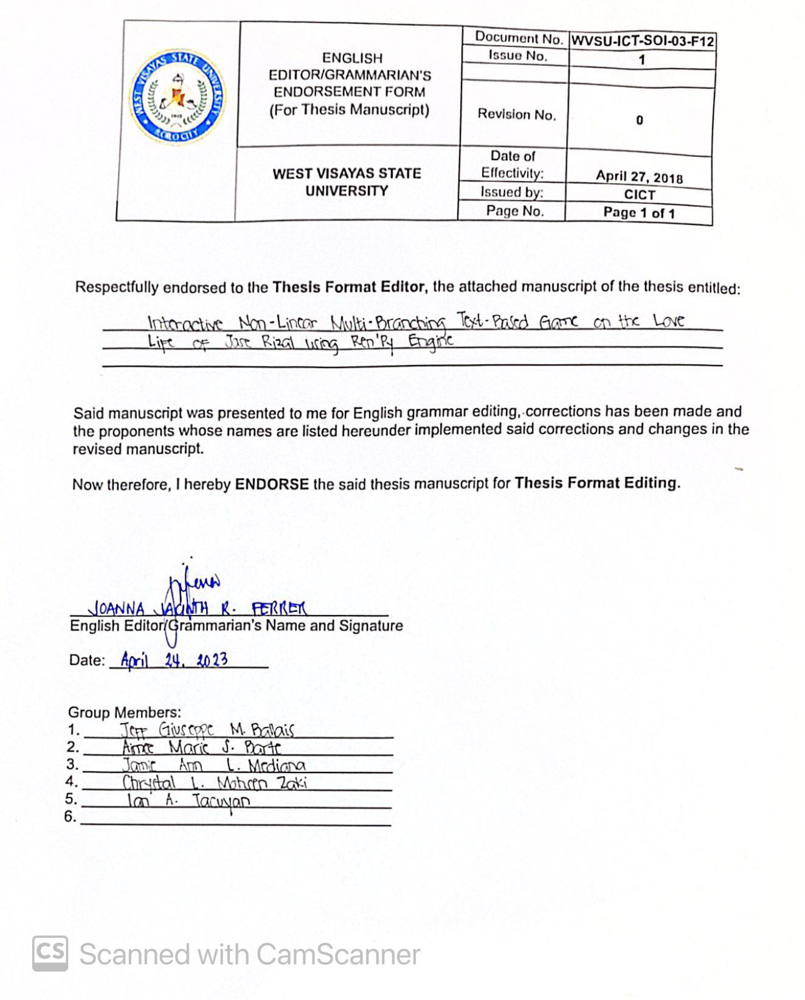 WEST VISAYAS STATE UNIVERSITY
ILOILO CITY
ENGLISH
EDITOR/GRAMMARIAN'S
ENDORSEMENT FORM
(For Thesis Manuscript)
WEST VISAYAS STATE
UNIVERSITY
Document No. WVSU-ICT-SOI-03-F12
Issue No. 1
Revision No. 0
Date of
Effectivity: April 27, 2018
Issued by: CICT
Page No. Page 1 of 1
Respectfully endorsed to the Thesis Format Editor, the attached manuscript of the thesis entitled:
Interactive Non-Linear Multi-Branching Text-Based Game on the Love
Life of Jose Rizal using Ren'Py Engine
Said manuscript was presented to me for English grammar editing, corrections has been made and
the proponents whose names are listed hereunder implemented said corrections and changes in the
revised manuscript.
Now therefore, I hereby ENDORSE the said thesis manuscript for Thesis Format Editing.
JOANNA JACINTH R. FERRER
English Editor/Grammarian's Name and Signature
Date: April 24, 2023
Group Members:
1. Jeff Giuseppe M. Balais
2. Aimee Marie S. Barte
3. Jamie Ann L. Mediana
4. Chrystal L. Mohsen Zaki
5. Ian A. Tacuyan
6.
CS Scanned with CamScanner